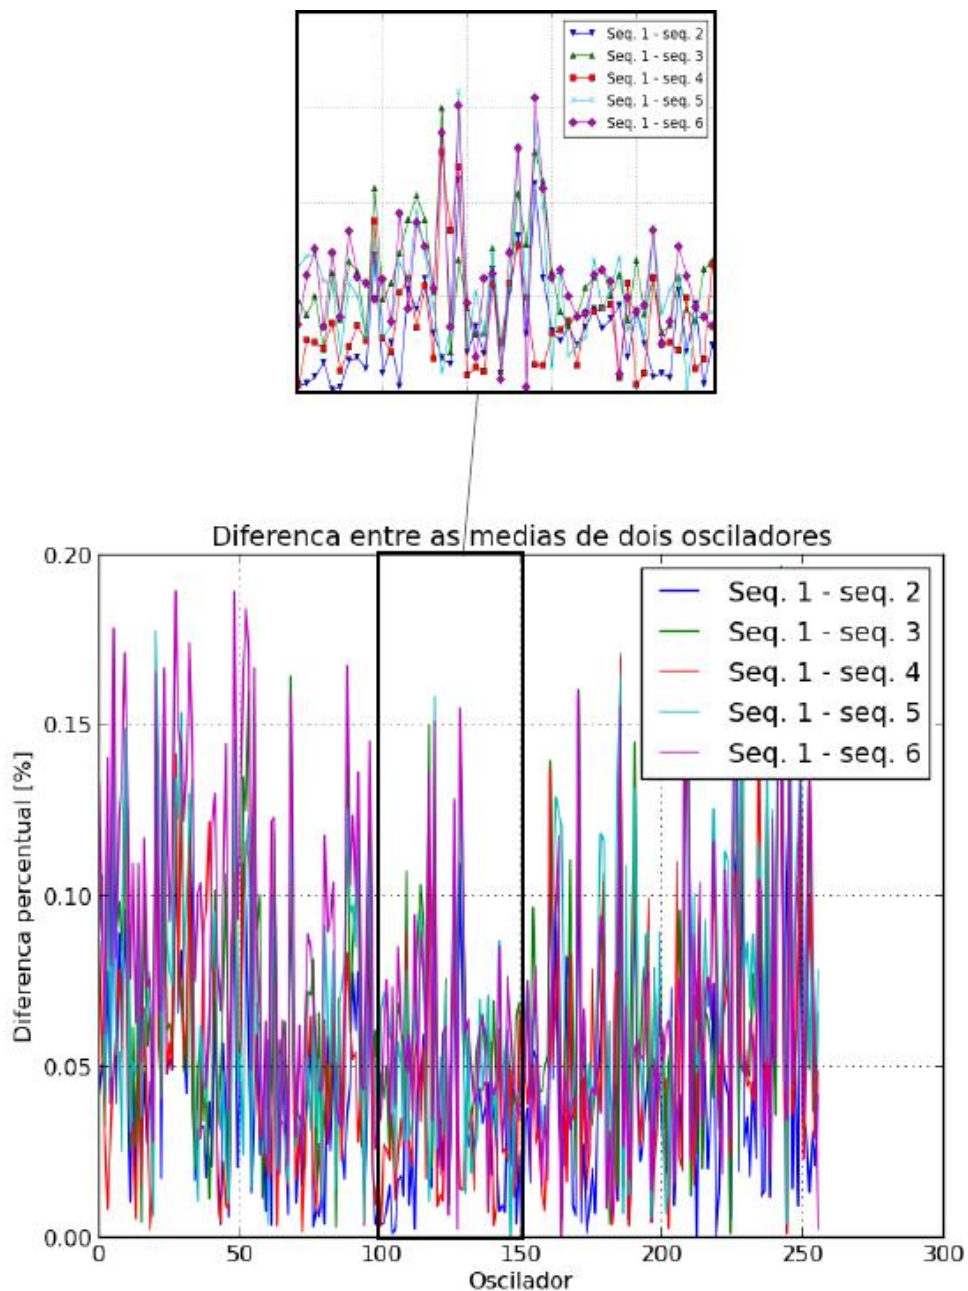 Seq. 1 - seq. 2
Seq. 1 - seq. 3
Seq. 1 - seq. 4
Seq. 1 - seq. 5
Seq. 1 - seq. 6
Diferenca entre as medias de dois osciladores
Seq. 1 - seq. 2
Seq. 1 - seq. 3
Seq. 1 - seq. 4
Seq. 1 - seq. 5
Seq. 1 - seq. 6
Diferenca percentual [%]
0.20
0.15
0.10
0.05
0.00
0 50 100 150 200 250 300
Oscilador